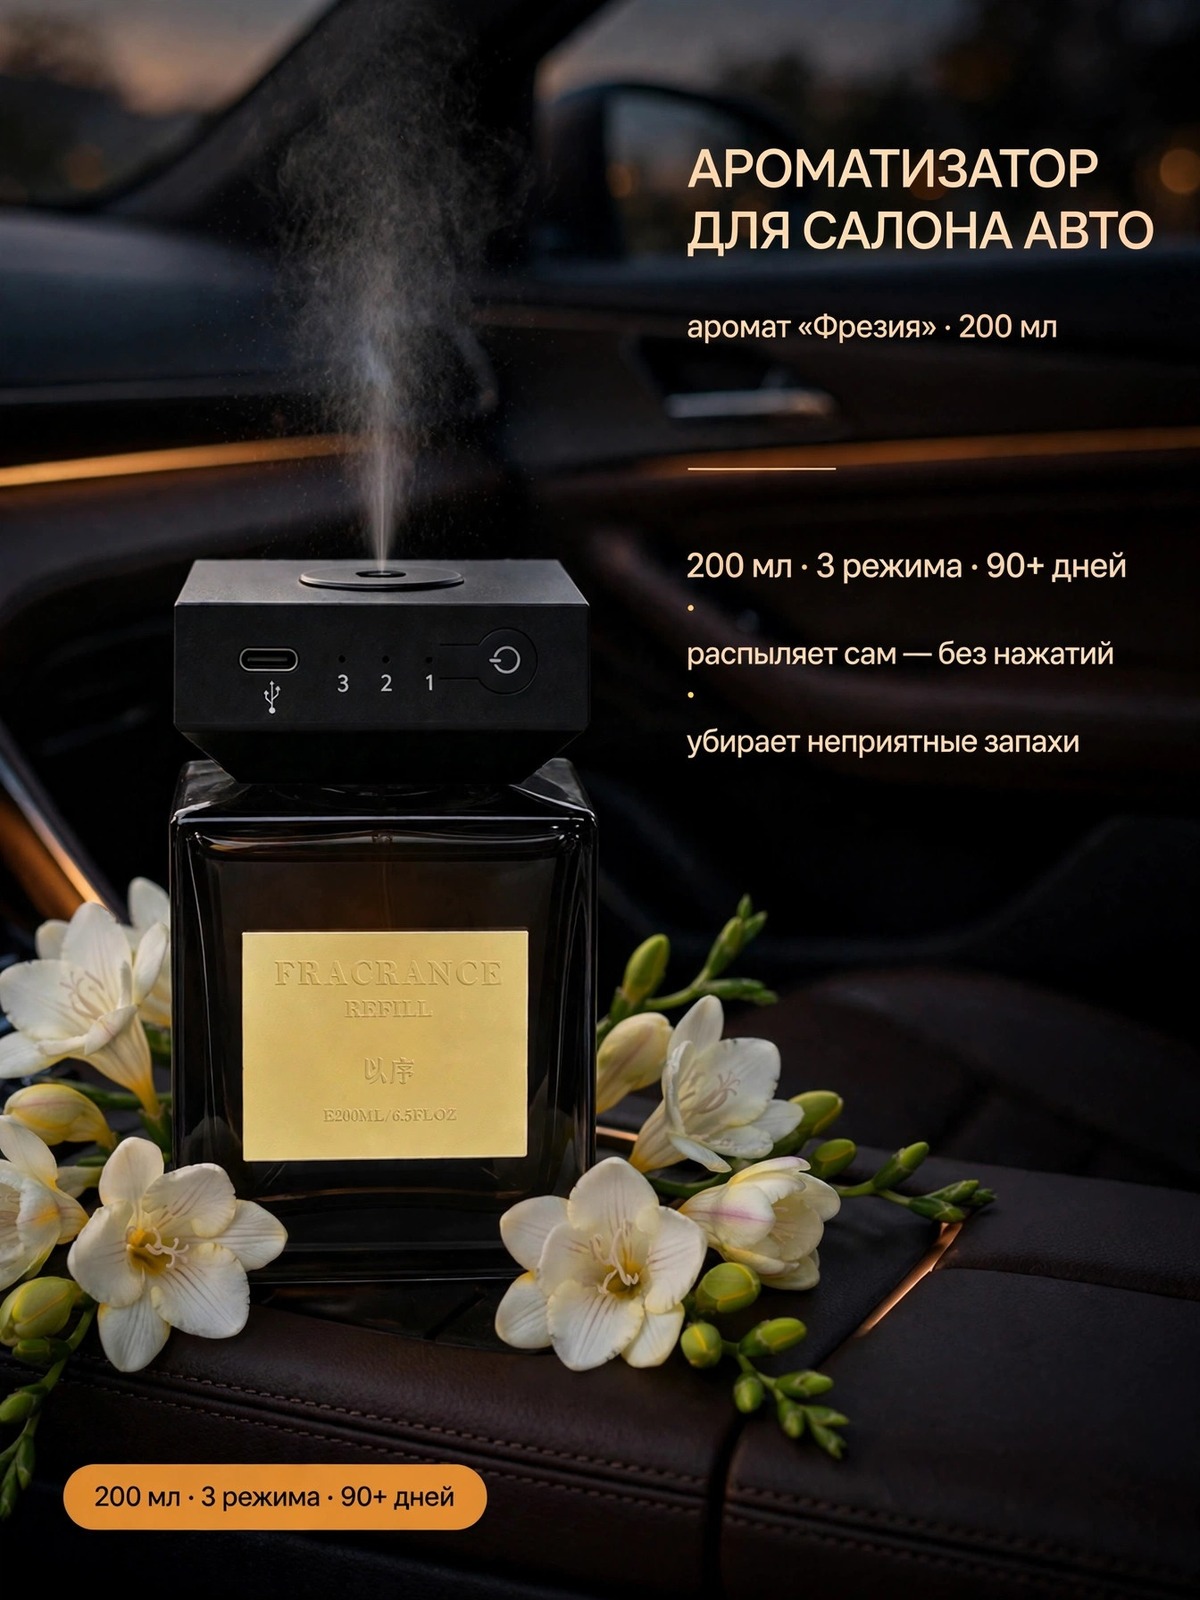 АРОМАТИЗАТОР
ДЛЯ САЛОНА АВТО
аромат «Фрезия» · 200 мл
200 мл · 3 режима · 90+ дней
·
распыляет сам — без нажатий
·
убирает неприятные запахи
3 2 1
FRAGRANCE
REFILL
以序
E200ML/6.5FLOZ
200 мл · 3 режима · 90+ дней